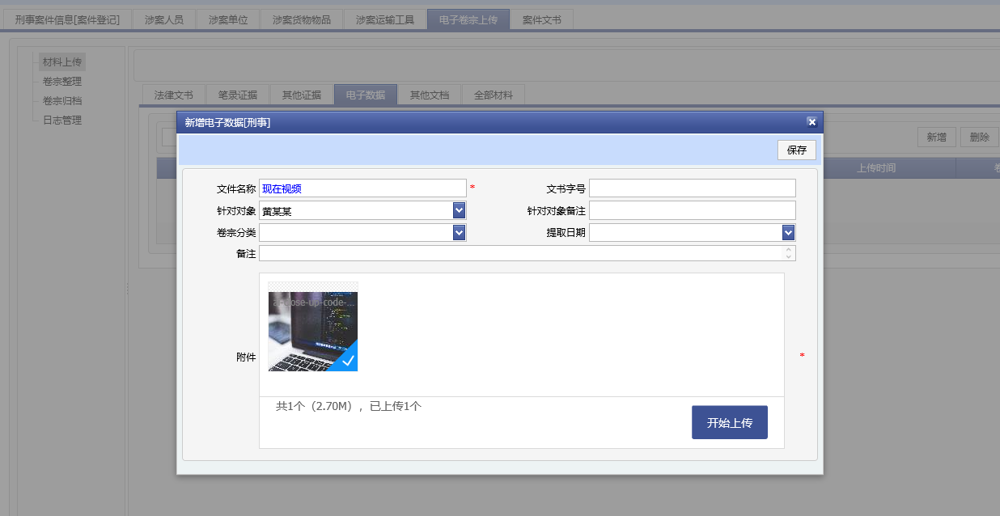 刑事案件信息[案件登记] 涉案人员 涉案单位 涉案货物物品 涉案运输工具 电子卷宗上传 案件文书
材料上传
卷宗整理
卷宗归档
日志管理
法律文书 笔录证据 其他证据 电子数据 其他文档 全部材料
新增 删除
上传时间
新增电子数据[刑事]
保存
文件名称 现在视频 * 文书字号
针对对象 黄某某 针对对象备注
卷宗分类 提取日期
备注
附件 *
共1个（2.70M），已上传1个
开始上传